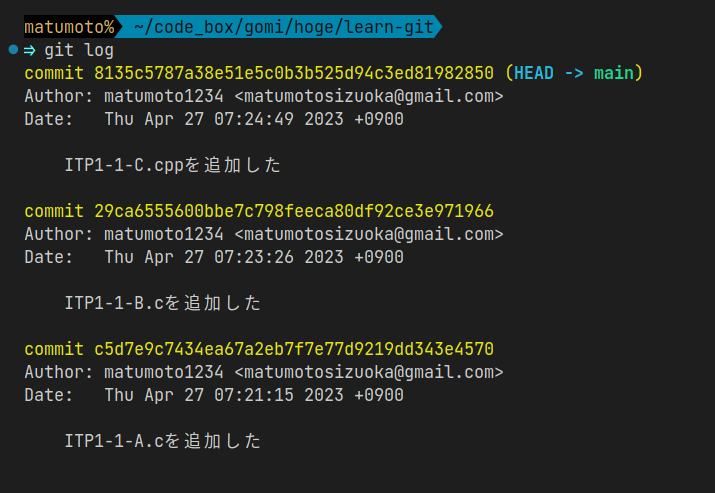 matumoto% ~/code_box/gomi/hoge/learn-git
⇒ git log
commit 8135c5787a38e51e5c0b3b525d94c3ed81982850 (HEAD -> main)
Author: matumoto1234 <matumotosizuoka@gmail.com>
Date:   Thu Apr 27 07:24:49 2023 +0900
ITP1-1-C.cppを追加した
commit 29ca6555600bbe7c798feeca80df92ce3e971966
Author: matumoto1234 <matumotosizuoka@gmail.com>
Date:   Thu Apr 27 07:23:26 2023 +0900
ITP1-1-B.cを追加した
commit c5d7e9c7434ea67a2eb7f7e77d9219dd343e4570
Author: matumoto1234 <matumotosizuoka@gmail.com>
Date:   Thu Apr 27 07:21:15 2023 +0900
ITP1-1-A.cを追加した